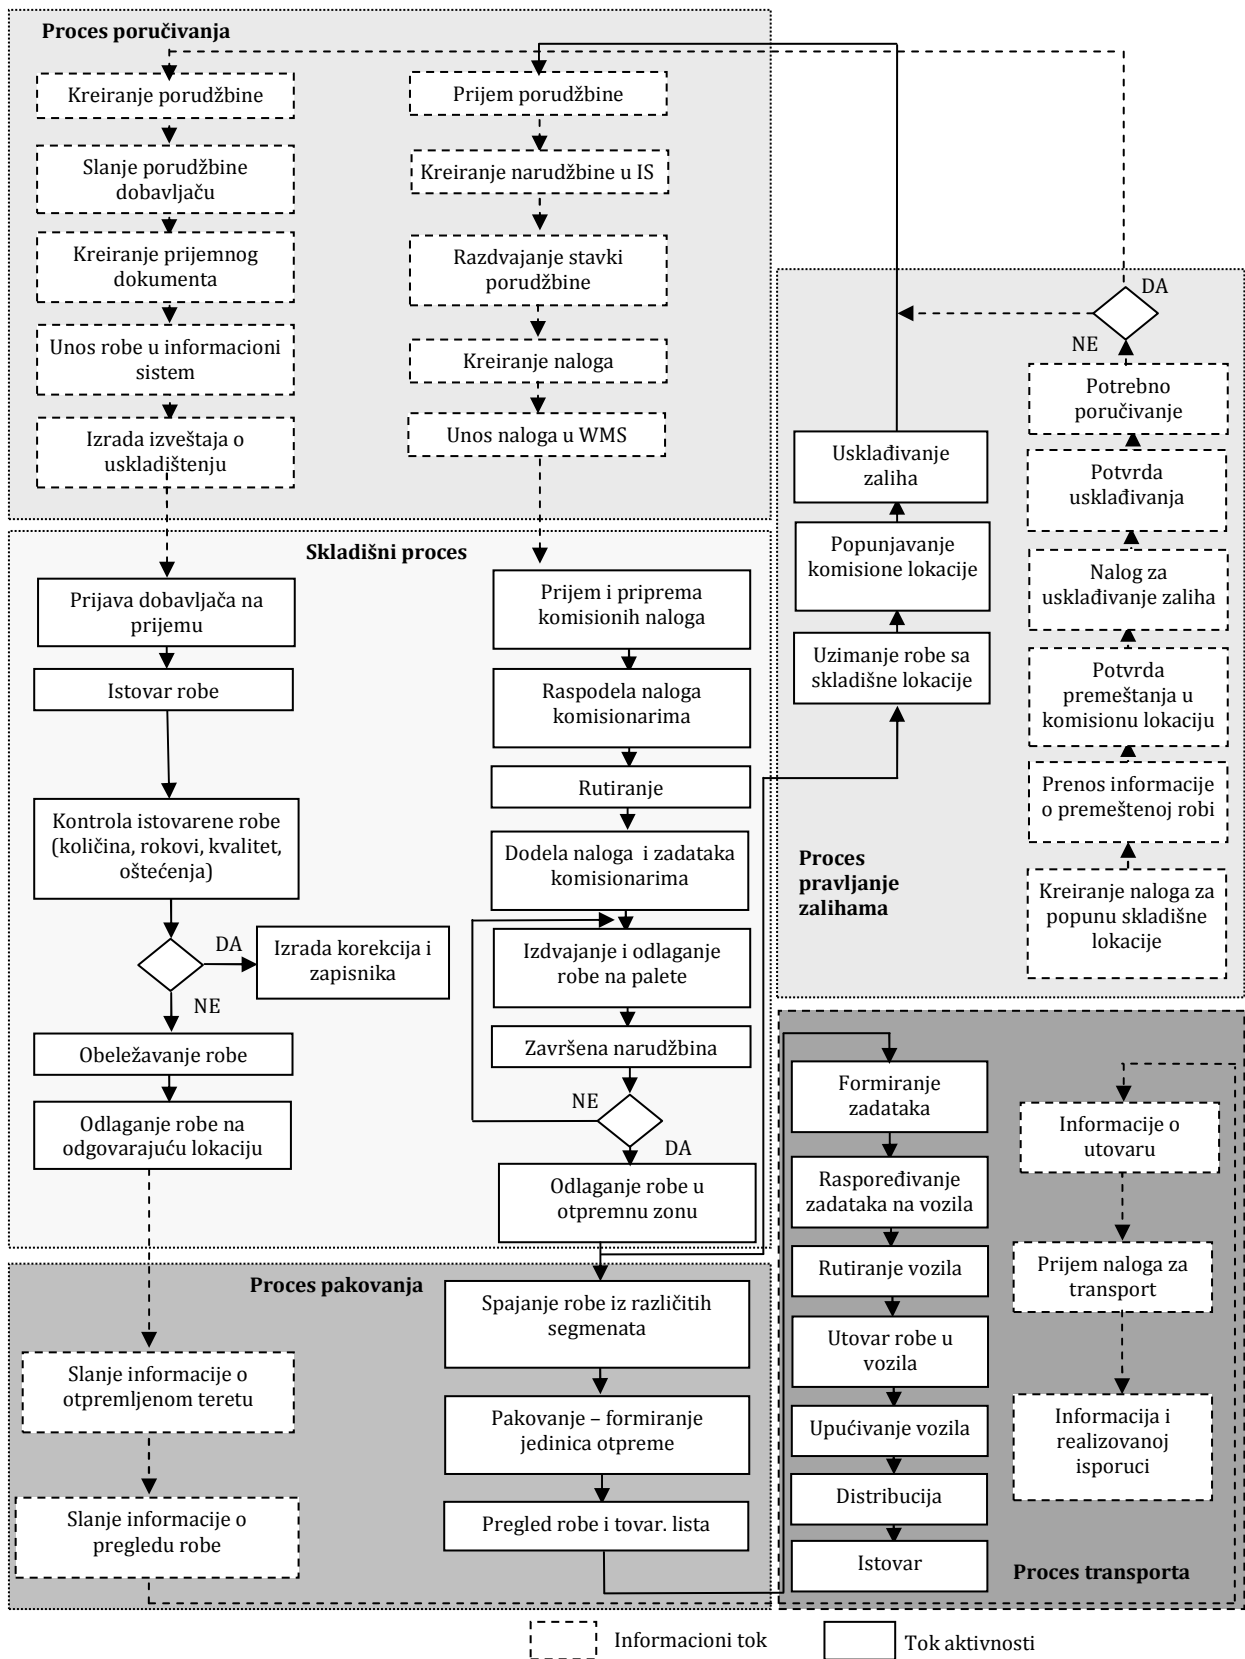 Proces poručivanja
Kreiranje porudžbine
Slanje porudžbine
dobavljaču
Kreiranje prijemnog
dokumenta
Unos robe u informacioni
sistem
Izrada izveštaja o
uskladištenju
Prijem porudžbine
Kreiranje narudžbine u IS
Razdvajanje stavki
porudžbine
Kreiranje naloga
Unos naloga u WMS
DA
NE
Potrebno
poručivanje
Potvrda
usklađivanja
Nalog za
usklađivanje zaliha
Potvrda
premeštanja u
komisionu lokaciju
Prenos informacije
o premeštenoj robi
Kreiranje naloga za
popunu skladišne
lokacije
Usklađivanje
zaliha
Popunjavanje
komisione lokacije
Uzimanje robe sa
skladišne lokacije
Proces
pravljanje
zalihama
Skladišni proces
Prijava dobavljača na
prijemu
Istovar robe
Kontrola istovarene robe
(količina, rokovi, kvalitet,
oštećenja)
DA
Izrada korekcija i
zapisnika
NE
Obeležavanje robe
Odlaganje robe na
odgovarajuću lokaciju
Prijem i priprema
komisionih naloga
Raspodela naloga
komisionarima
Rutiranje
Dodela naloga i zadataka
komisionarima
Izdvajanje i odlaganje
robe na palete
Završena narudžbina
NE
DA
Odlaganje robe u
otpremnu zonu
Proces pakovanja
Slanje informacije o
otpremljenom teretu
Slanje informacije o
pregledu robe
Spajanje robe iz različitih
segmenata
Pakovanje – formiranje
jedinica otpreme
Pregled robe i tovar. lista
Formiranje
zadataka
Raspoređivanje
zadataka na vozila
Rutiranje vozila
Utovar robe u
vozila
Upućivanje vozila
Distribucija
Istovar
Informacije o
utovaru
Prijem naloga za
transport
Informacija i
realizovanoj
isporuci
Proces transporta
Informacioni tok
Tok aktivnosti